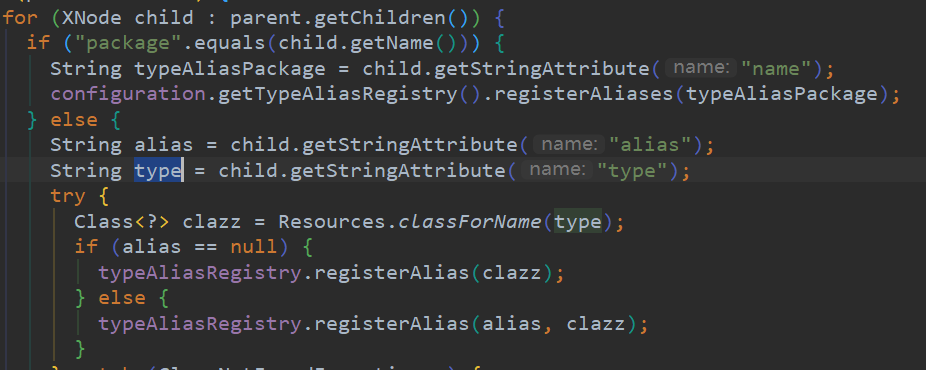 for (XNode child : parent.getChildren()) {
if ("package".equals(child.getName())) {
String typeAliasPackage = child.getStringAttribute( name: "name");
configuration.getTypeAliasRegistry().registerAliases(typeAliasPackage);
} else {
String alias = child.getStringAttribute( name: "alias");
String type = child.getStringAttribute( name: "type");
try {
Class<?> clazz = Resources.classForName(type);
if (alias == null) {
typeAliasRegistry.registerAlias(clazz);
} else {
typeAliasRegistry.registerAlias(alias, clazz);
}